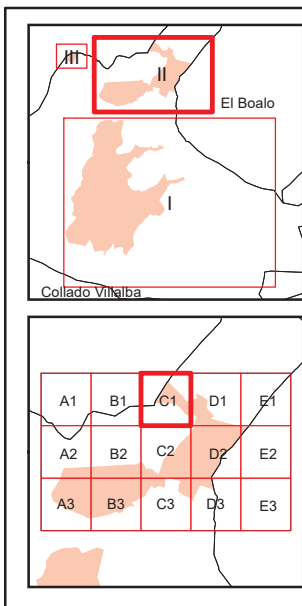 III
II
El Boalo
I
Collado Villalba
A1 B1 C1 D1 E1
A2 B2 C2 D2 E2
A3 B3 C3 D3 E3